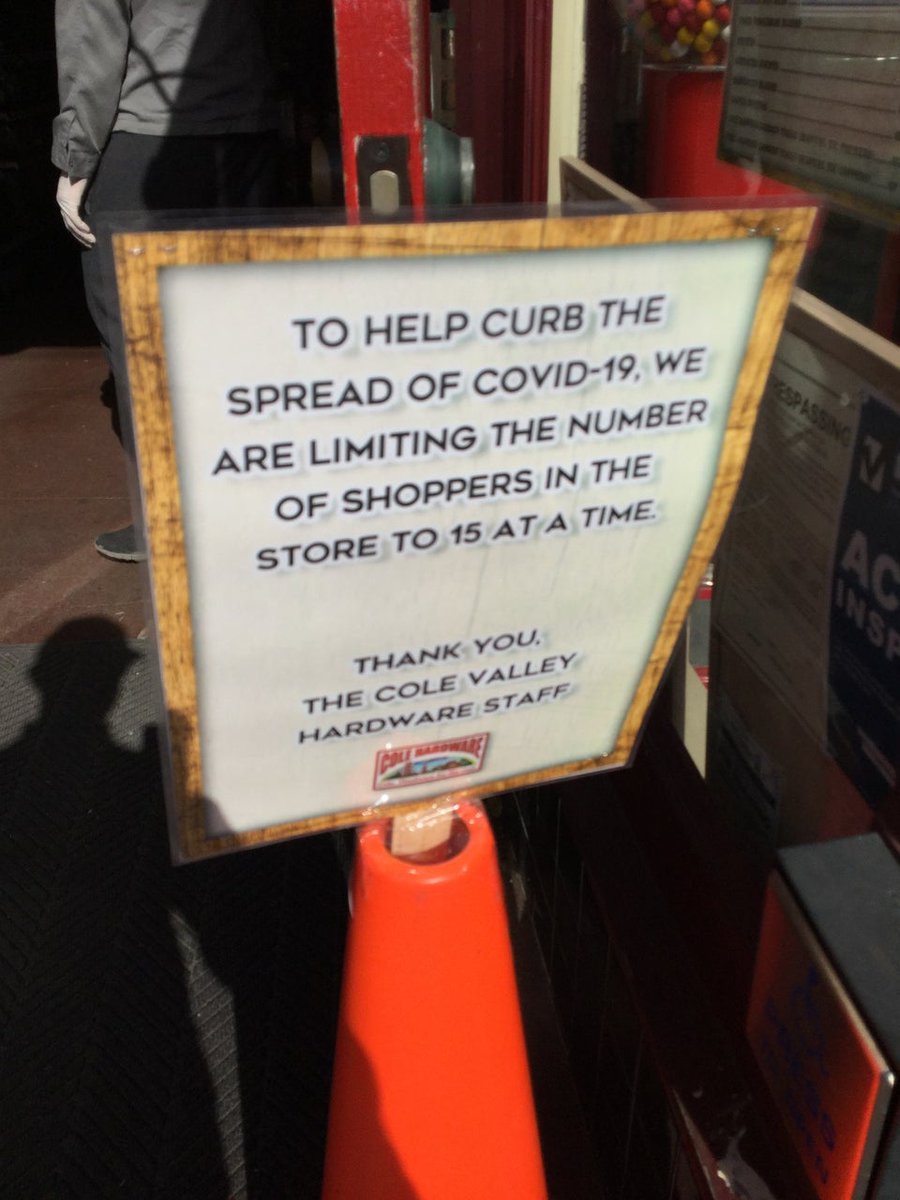 TO HELP CURB THE
SPREAD OF COVID-19, WE
ARE LIMITING THE NUMBER
OF SHOPPERS IN THE
STORE TO 15 AT A TIME.
THANK YOU,
THE COLE VALLEY
HARDWARE STAFF
COLE HARDWARE